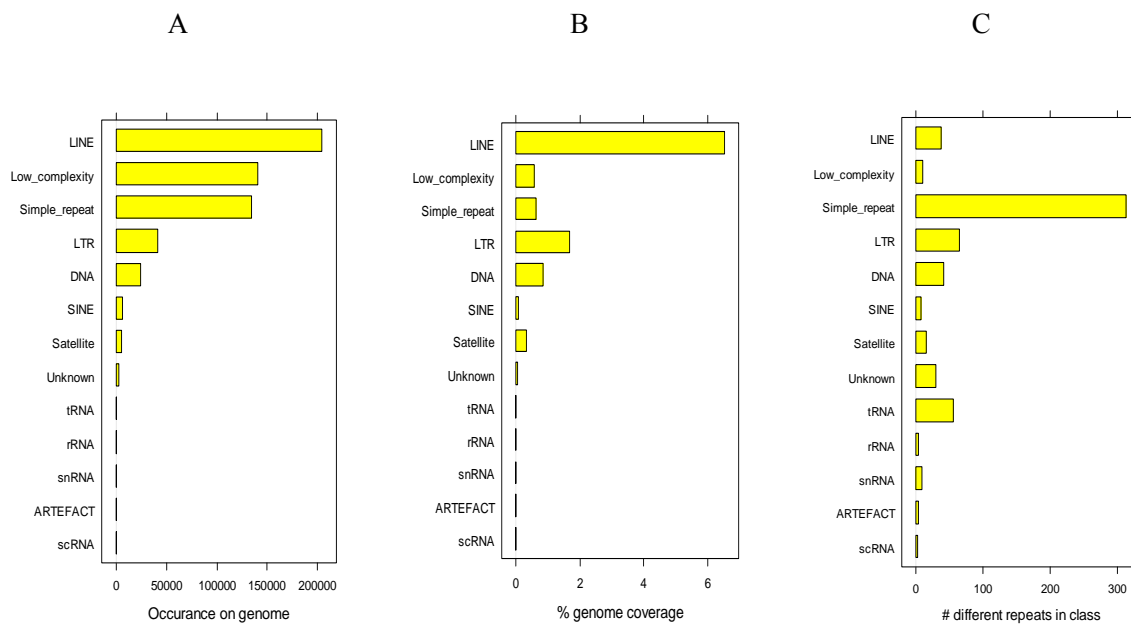 A
B
C
LINE
Low_complexity
Simple_repeat
LTR
DNA
SINE
Satellite
Unknown
tRNA
rRNA
snRNA
ARTEFACT
scRNA
0 50000 100000 150000 200000
Occurance on genome
LINE
Low_complexity
Simple_repeat
LTR
DNA
SINE
Satellite
Unknown
tRNA
rRNA
snRNA
ARTEFACT
scRNA
0 2 4 6
% genome coverage
LINE
Low_complexity
Simple_repeat
LTR
DNA
SINE
Satellite
Unknown
tRNA
rRNA
snRNA
ARTEFACT
scRNA
0 100 200 300
# different repeats in class